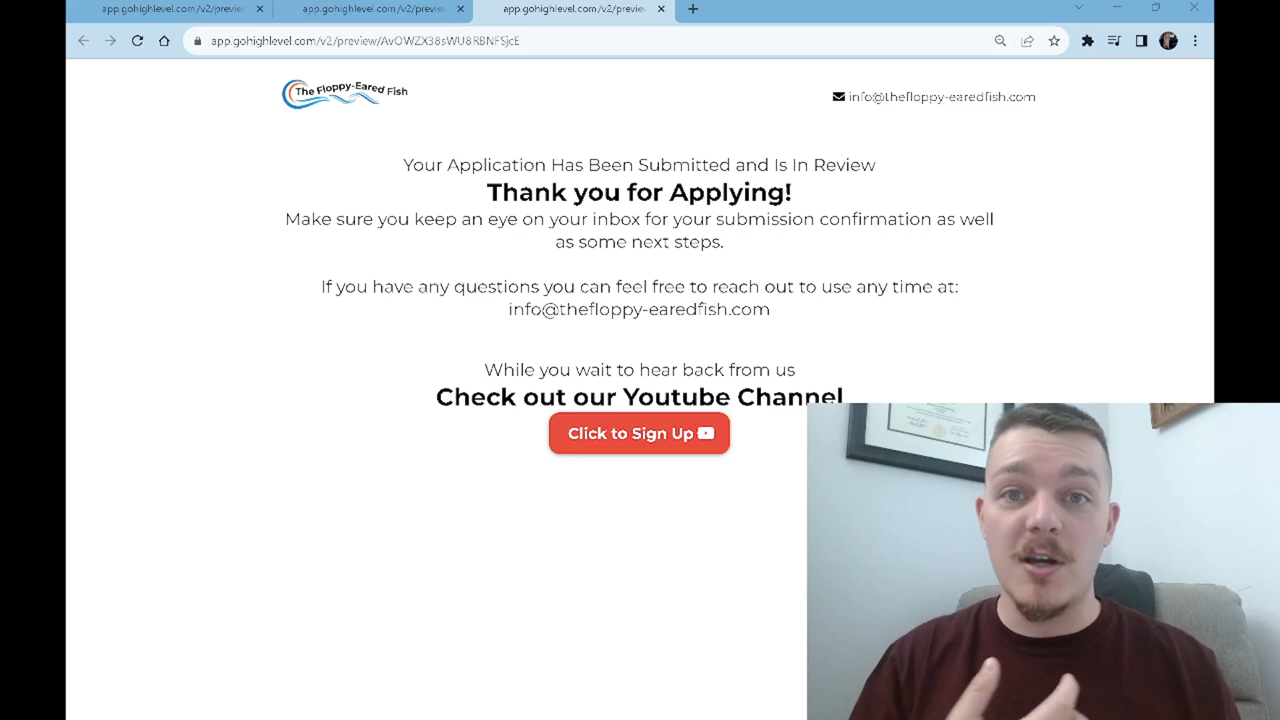 app.gohighlevel.com/v2/previe
app.gohighlevel.com/v2/previe
app.gohighlevel.com/v2/previe
app.gohighlevel.com/v2/preview/AvOWZX38sWU8RBNFSjcE
The Floppy-Eared Fish
info@thefloppy-earedfish.com
Your Application Has Been Submitted and Is In Review
Thank you for Applying!
Make sure you keep an eye on your inbox for your submission confirmation as well
as some next steps.
If you have any questions you can feel free to reach out to use any time at:
info@thefloppy-earedfish.com
While you wait to hear back from us
Check out our Youtube Channel
Click to Sign Up